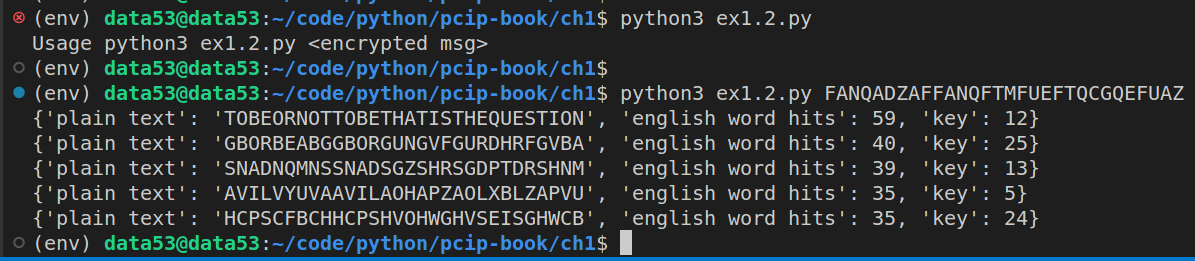 (env) data53@data53:~/code/python/pcip-book/ch1$ python3 ex1.2.py
Usage python3 ex1.2.py <encrypted msg>
(env) data53@data53:~/code/python/pcip-book/ch1$
(env) data53@data53:~/code/python/pcip-book/ch1$ python3 ex1.2.py FANQADZAFFANQFTMFUEFTQCGQEFUAZ
{'plain text': 'TOBEORNOTTOBETHATISTHEQUESTION', 'english word hits': 59, 'key': 12}
{'plain text': 'GBORBEABGGBORGUNGVFGURDHRFGVBA', 'english word hits': 40, 'key': 25}
{'plain text': 'SNADNQMNSSNADSGZSHRSGDPTDRSHNM', 'english word hits': 39, 'key': 13}
{'plain text': 'AVILVYUVAAVILAOHAPZAOLXBLZAPVU', 'english word hits': 35, 'key': 5}
{'plain text': 'HCPSCFBCHHCPSHVOHWGHVSEISGHWCB', 'english word hits': 35, 'key': 24}
(env) data53@data53:~/code/python/pcip-book/ch1$